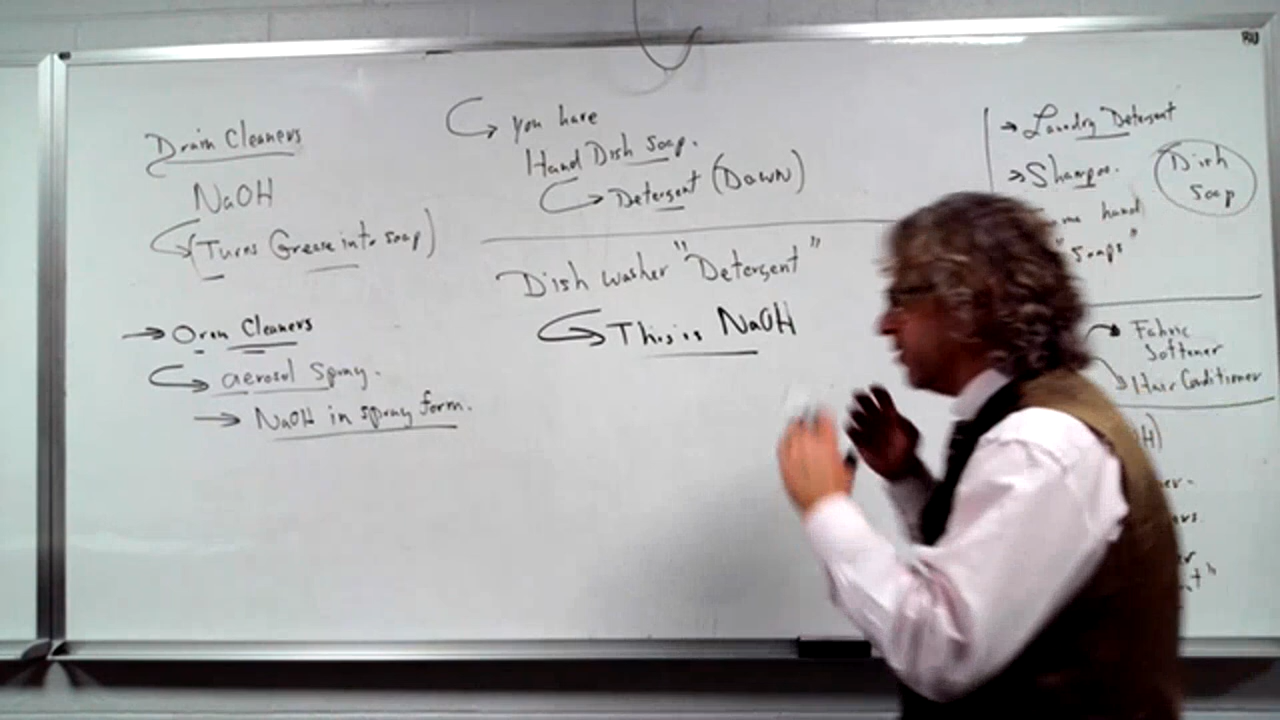 Drain Cleaners
NaOH
(Turns Grease into soap)
→ Oven Cleaners
aerosol spray.
→ NaOH in spray form.
you have
Hand Dish Soap.
Detergent (Dawn)
Dish washer "Detergent"
This is NaOH
→ Laundry Detergent
→ Shampoo.
hand
"Soaps"
Dish
Soap
Fabric
Softener
Hair Conditioner